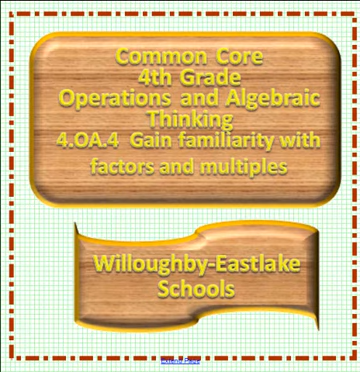 Common Core
4th Grade
Operations and Algebraic
Thinking
4.OA.4 Gain familiarity with
factors and multiples
Willoughby-Eastlake
Schools